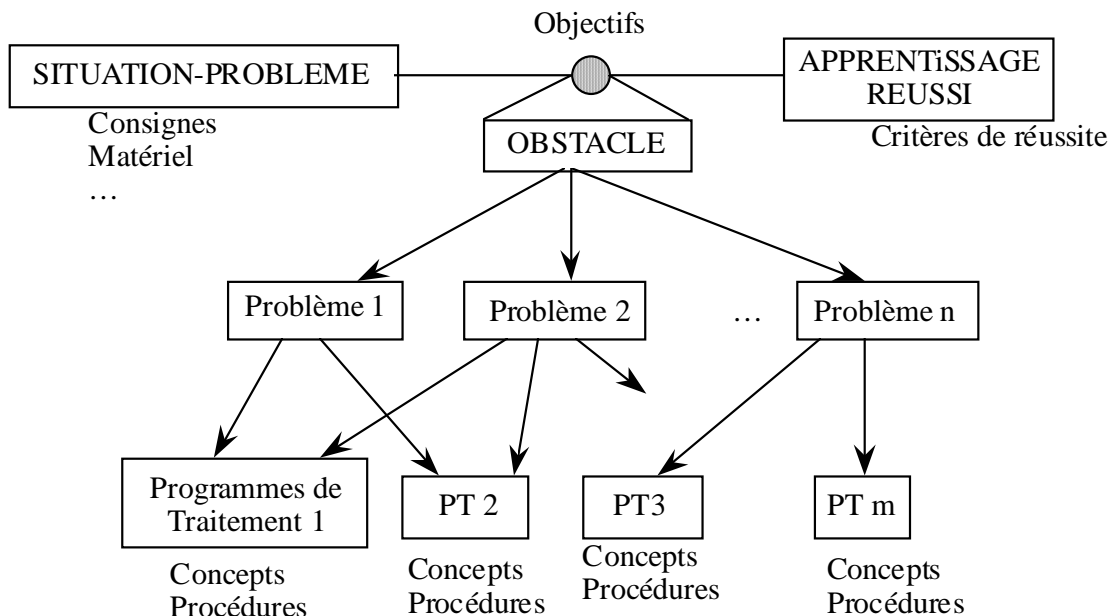 Objectifs
SITUATION-PROBLEME
APPRENTiSSAGE
REUSSI
Consignes
Matériel
…
Critères de réussite
OBSTACLE
Problème 1
Problème 2
…
Problème n
Programmes de
Traitement 1
PT 2
PT3
PT m
Concepts
Procédures
Concepts
Procédures
Concepts
Procédures
Concepts
Procédures